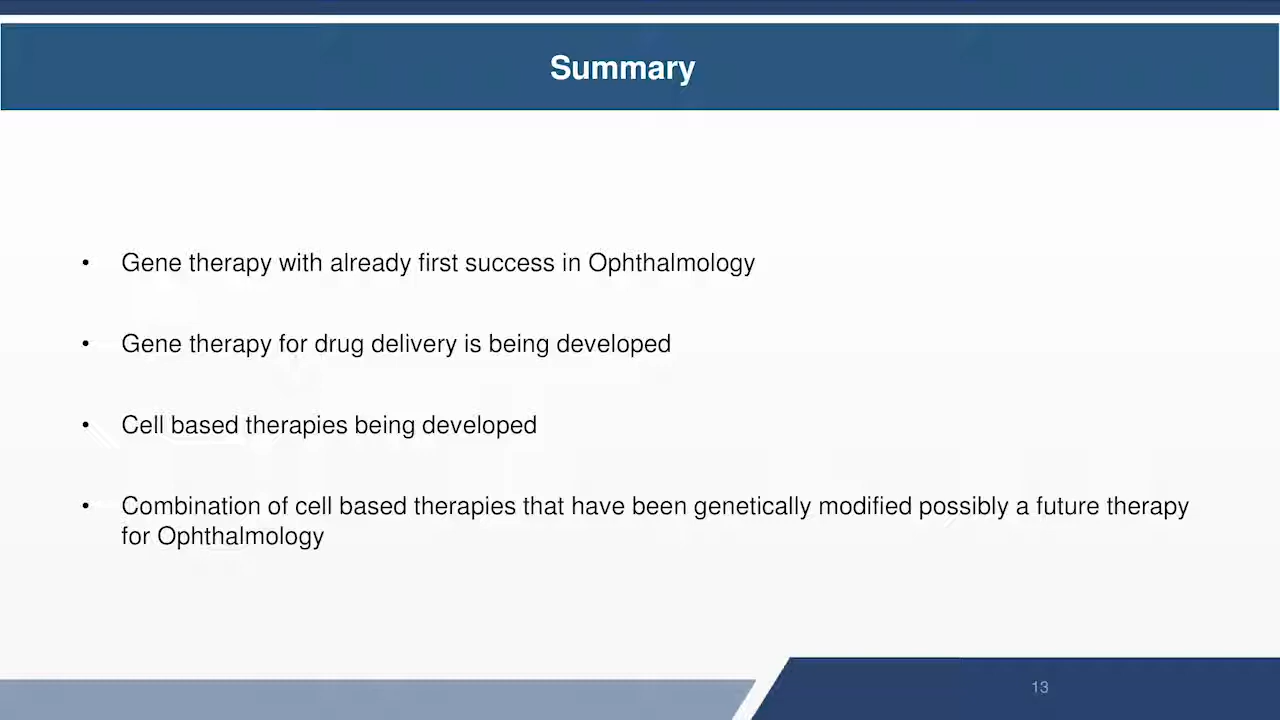 Summary
• Gene therapy with already first success in Ophthalmology
• Gene therapy for drug delivery is being developed
• Cell based therapies being developed
• Combination of cell based therapies that have been genetically modified possibly a future therapy
for Ophthalmology
13